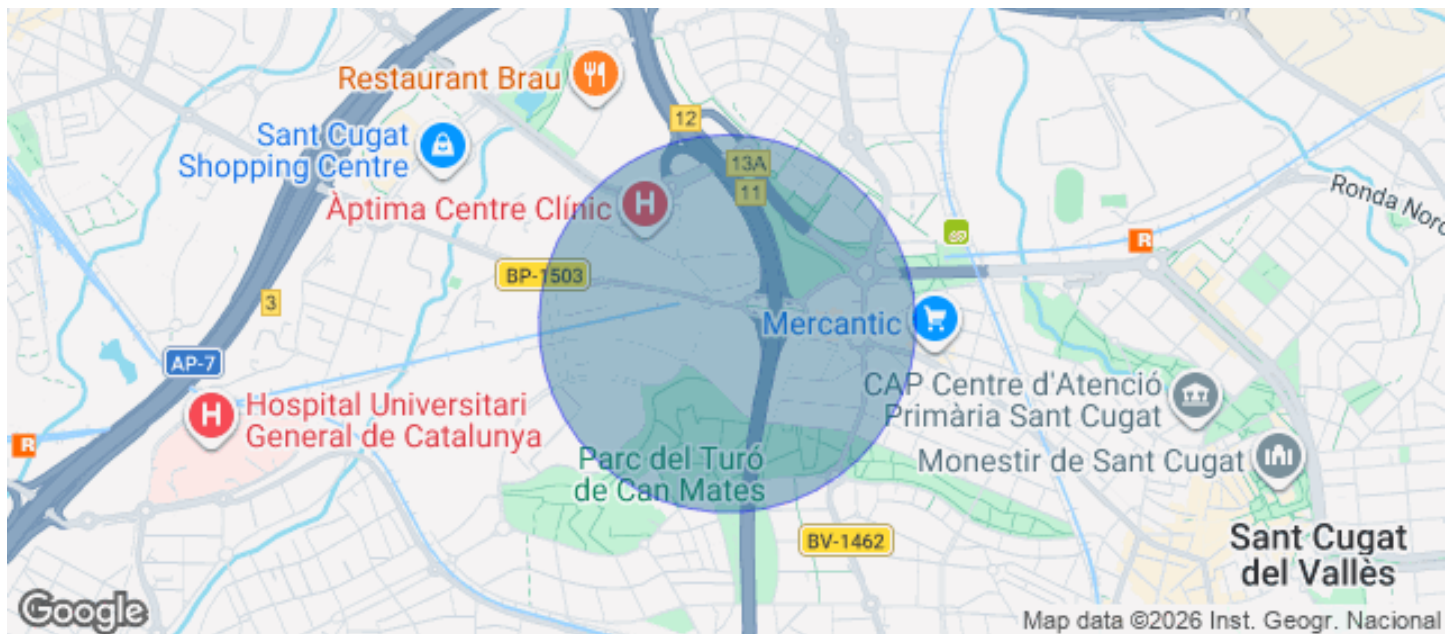 Restaurant Brau
12
Sant Cugat
Shopping Centre
13A
11
Àptima Centre Clínic
H
Ronda Nord
R
BP-1503
3
Mercantic
AP-7
CAP Centre d'Atenció
Primària Sant Cugat
H
Hospital Universitari
General de Catalunya
R
Parc del Turó
de Can Mates
Monestir de Sant Cugat
BV-1462
Sant Cugat
del Vallès
Google
Map data ©2026 Inst. Geogr. Nacional